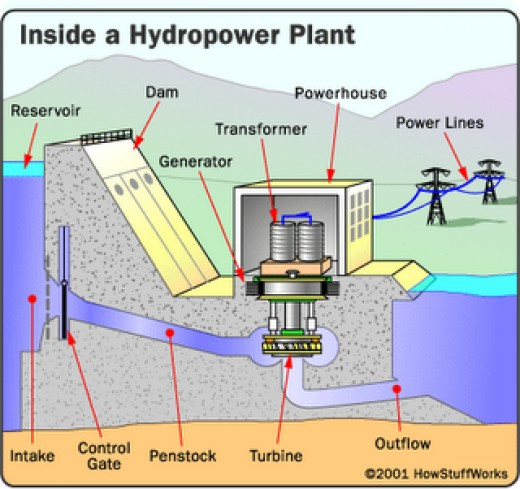 Inside a Hydropower Plant
Reservoir
Dam
Powerhouse
Transformer
Power Lines
Generator
Intake
Control
Gate
Penstock
Turbine
Outflow
©2001 HowStuffWorks